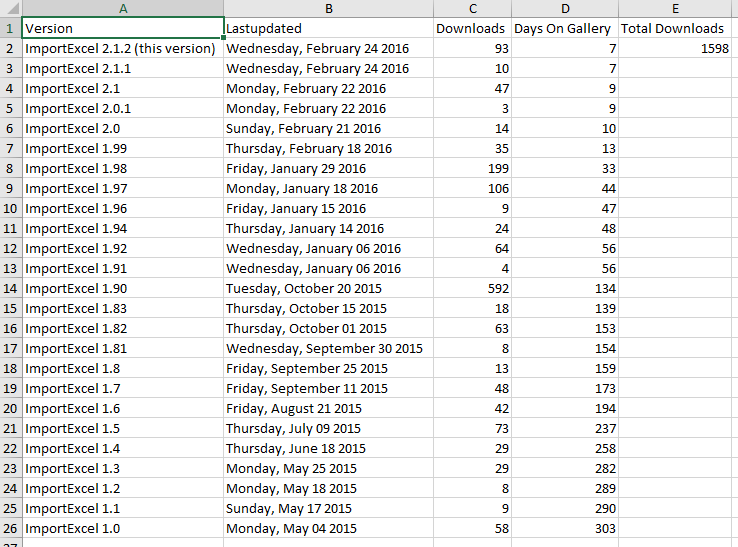 A B C D E
1 Version Lastupdated Downloads Days On Gallery Total Downloads
2 ImportExcel 2.1.2 (this version) Wednesday, February 24 2016 93 7 1598
3 ImportExcel 2.1.1 Wednesday, February 24 2016 10 7
4 ImportExcel 2.1 Monday, February 22 2016 47 9
5 ImportExcel 2.0.1 Monday, February 22 2016 3 9
6 ImportExcel 2.0 Sunday, February 21 2016 14 10
7 ImportExcel 1.99 Thursday, February 18 2016 35 13
8 ImportExcel 1.98 Friday, January 29 2016 199 33
9 ImportExcel 1.97 Monday, January 18 2016 106 44
10 ImportExcel 1.96 Friday, January 15 2016 9 47
11 ImportExcel 1.94 Thursday, January 14 2016 24 48
12 ImportExcel 1.92 Wednesday, January 06 2016 64 56
13 ImportExcel 1.91 Wednesday, January 06 2016 4 56
14 ImportExcel 1.90 Tuesday, October 20 2015 592 134
15 ImportExcel 1.83 Thursday, October 15 2015 18 139
16 ImportExcel 1.82 Thursday, October 01 2015 63 153
17 ImportExcel 1.81 Wednesday, September 30 2015 8 154
18 ImportExcel 1.8 Friday, September 25 2015 13 159
19 ImportExcel 1.7 Friday, September 11 2015 48 173
20 ImportExcel 1.6 Friday, August 21 2015 42 194
21 ImportExcel 1.5 Thursday, July 09 2015 73 237
22 ImportExcel 1.4 Thursday, June 18 2015 29 258
23 ImportExcel 1.3 Monday, May 25 2015 29 282
24 ImportExcel 1.2 Monday, May 18 2015 8 289
25 ImportExcel 1.1 Sunday, May 17 2015 9 290
26 ImportExcel 1.0 Monday, May 04 2015 58 303